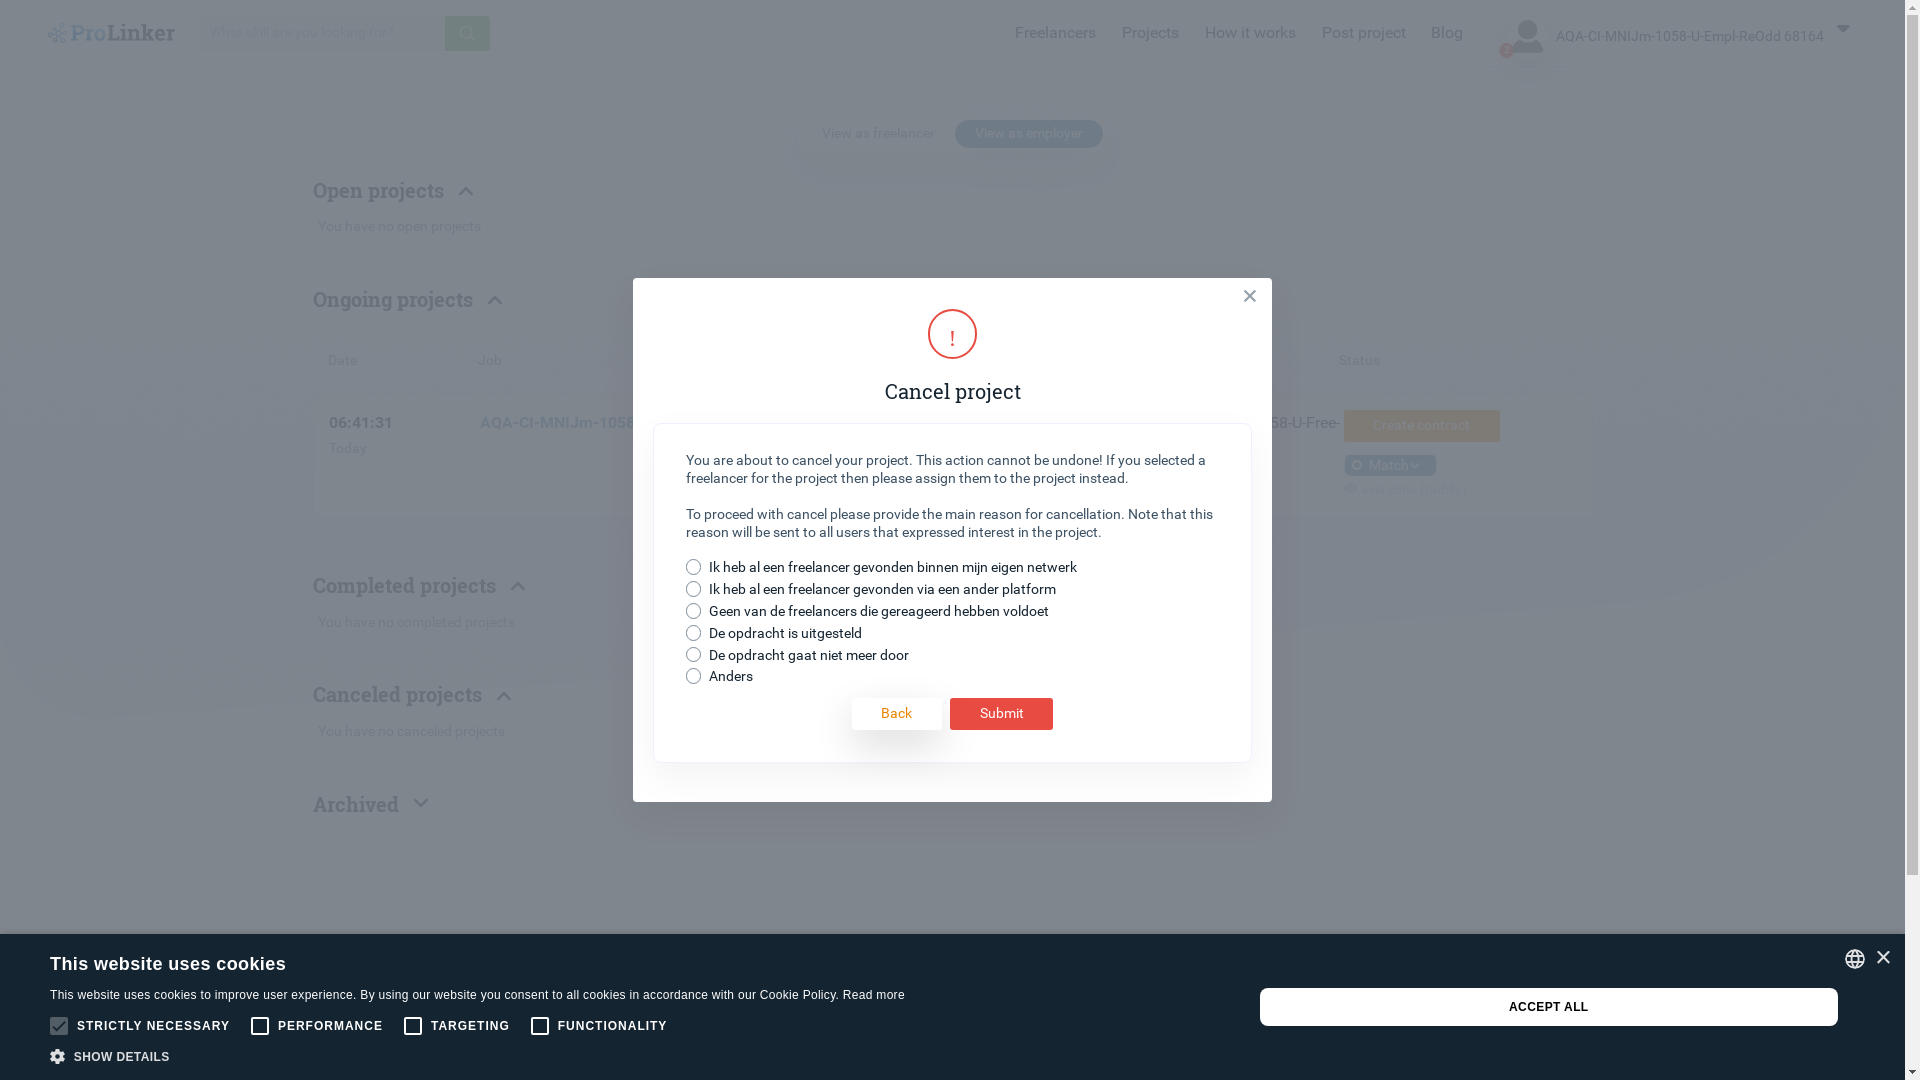 ProLinker
What skill are you looking for?
Freelancers
Projects
How it works
Post project
Blog
2
AQA-CI-MNIJm-1058-U-Empl-ReOdd 68164
View as freelancer
View as employer
Open projects
You have no open projects
Ongoing projects
Date
Job
Status
06:41:31
AQA-CI-MNIJm-1058
58-U-Free-
Create contract
Today
Match
Cancel project
You are about to cancel your project. This action cannot be undone! If you selected a
freelancer for the project then please assign them to the project instead.
To proceed with cancel please provide the main reason for cancellation. Note that this
reason will be sent to all users that expressed interest in the project.
Ik heb al een freelancer gevonden binnen mijn eigen netwerk
Ik heb al een freelancer gevonden via een ander platform
Geen van de freelancers die gereageerd hebben voldoet
De opdracht is uitgesteld
De opdracht gaat niet meer door
Anders
Back
Submit
Completed projects
You have no completed projects
Canceled projects
You have no canceled projects
Archived
This website uses cookies
This website uses cookies to improve user experience. By using our website you consent to all cookies in accordance with our Cookie Policy. Read more
STRICTLY NECESSARY
PERFORMANCE
TARGETING
FUNCTIONALITY
SHOW DETAILS
ACCEPT ALL